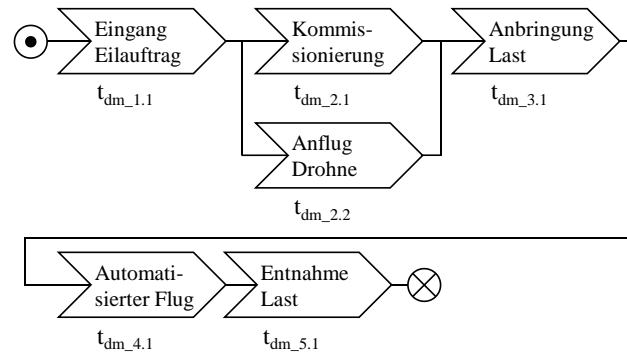 Eingang
Eilauftrag
t_dm_1.1
Kommis-
sionierung
t_dm_2.1
Anbringung
Last
t_dm_3.1
Anflug
Drohne
t_dm_2.2
Automati-
sierter Flug
t_dm_4.1
Entnahme
Last
t_dm_5.1